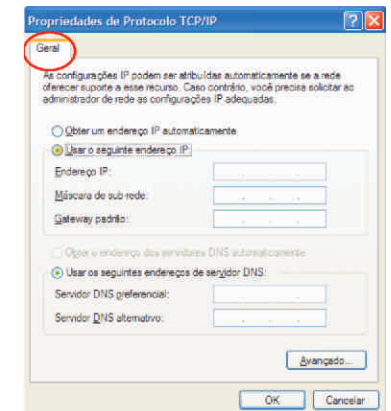 Propriedades de Protocolo TCP/IP
Geral
As configurações IP podem ser atribuídas automaticamente se a rede
oferecer suporte a esse recurso. Caso contrário, você precisa solicitar ao
administrador de rede as configurações IP adequadas.
Obter um endereço IP automaticamente
Usar o seguinte endereço IP:
Endereço IP:
Máscara de sub-rede:
Gateway padrão:
Obter o endereço dos servidores DNS automaticamente
Usar os seguintes endereços de servidor DNS:
Servidor DNS preferencial:
Servidor DNS alternativo:
Avançado...
OK Cancelar